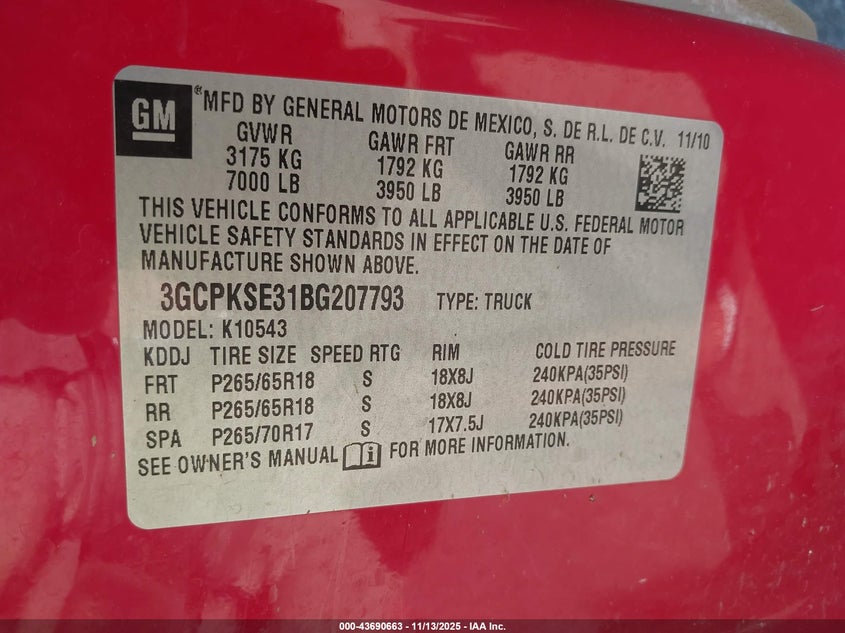 GM
®MFD BY GENERAL MOTORS DE MEXICO, S. DE R.L. DE C.V. 11/10
GVWR GAWR FRT GAWR RR
3175 KG 1792 KG 1792 KG
7000 LB 3950 LB 3950 LB
THIS VEHICLE CONFORMS TO ALL APPLICABLE U.S. FEDERAL MOTOR
VEHICLE SAFETY STANDARDS IN EFFECT ON THE DATE OF
MANUFACTURE SHOWN ABOVE.
3GCPKSE31BG207793 TYPE: TRUCK
MODEL: K10543
KDDJ TIRE SIZE SPEED RTG RIM COLD TIRE PRESSURE
FRT P265/65R18 S 18X8J 240KPA(35PSI)
RR P265/65R18 S 18X8J 240KPA(35PSI)
SPA P265/70R17 S 17X7.5J 240KPA(35PSI)
SEE OWNER'S MANUAL i FOR MORE INFORMATION.
000-43690663 - 11/13/2025 - IAA Inc.